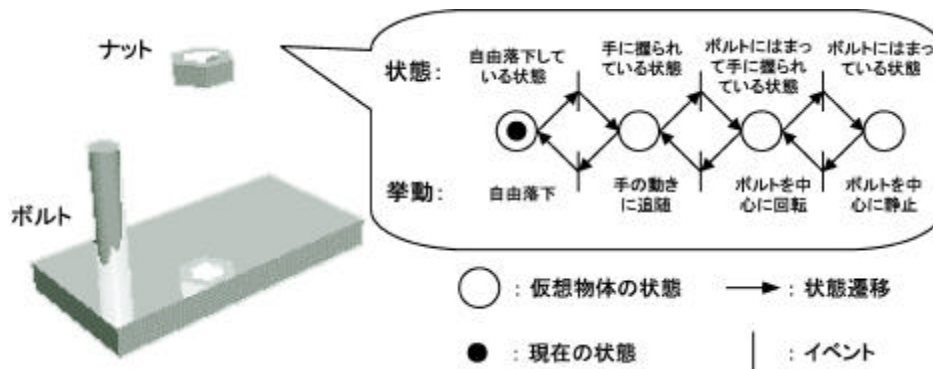 ナット
ボルト
状態:
自由落下して
いる状態
手に握られ
ている状態
ボルトにはまっ
て手に握られ
ている状態
ボルトにはまっ
ている状態
挙動:
自由落下
手の動き
に追随
ボルトを中
心に回転
ボルトを中
心に静止
: 仮想物体の状態
: 状態遷移
: 現在の状態
: イベント